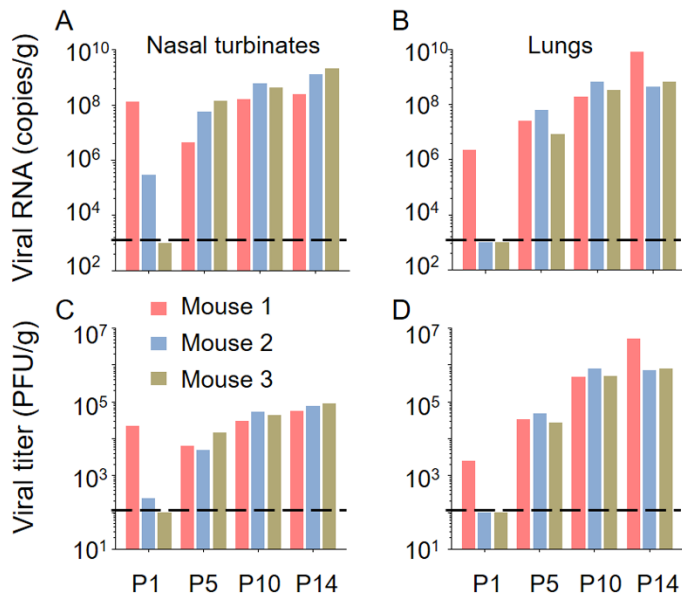 A
Nasal turbinates
B
Lungs
Viral RNA (copies/g)
10^10
10^8
10^6
10^4
10^2
10^10
10^8
10^6
10^4
10^2
C
Mouse 1
Mouse 2
Mouse 3
D
Viral titer (PFU/g)
10^7
10^5
10^3
10^1
10^7
10^5
10^3
10^1
P1 P5 P10 P14
P1 P5 P10 P14